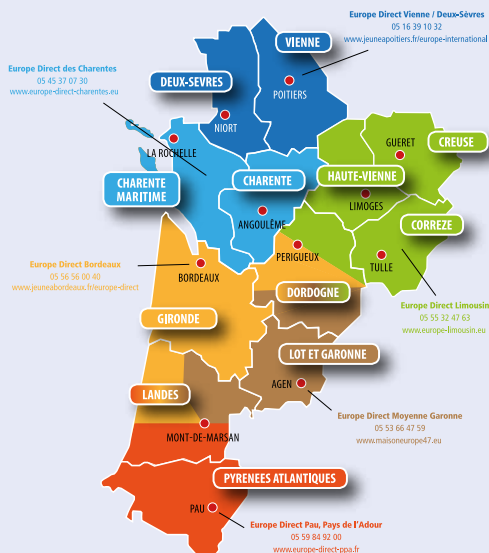 Europe Direct Vienne / Deux-Sèvres
05 16 39 10 32
www.jeuneapoitiers.fr/europe-international
VIENNE
Europe Direct des Charentes
05 45 37 07 30
www.europe-direct-charentes.eu
DEUX-SEVRES
POITIERS
NIORT
CREUSE
GUERET
LA ROCHELLE
CHARENTE
MARITIME
CHARENTE
HAUTE-VIENNE
LIMOGES
ANGOULÊME
CORREZE
PERIGUEUX
TULLE
Europe Direct Bordeaux
05 56 56 00 40
www.jeuneabordeaux.fr/europe-direct
BORDEAUX
DORDOGNE
Europe Direct Limousin
05 55 32 47 63
www.europe-limousin.eu
GIRONDE
LOT ET GARONNE
AGEN
LANDES
Europe Direct Moyenne Garonne
05 53 66 47 59
www.maisoneurope47.eu
MONT-DE-MARSAN
PYRENEES ATLANTIQUES
PAU
Europe Direct Pau, Pays de l'Adour
05 59 84 92 00
www.europe-direct-ppa.fr